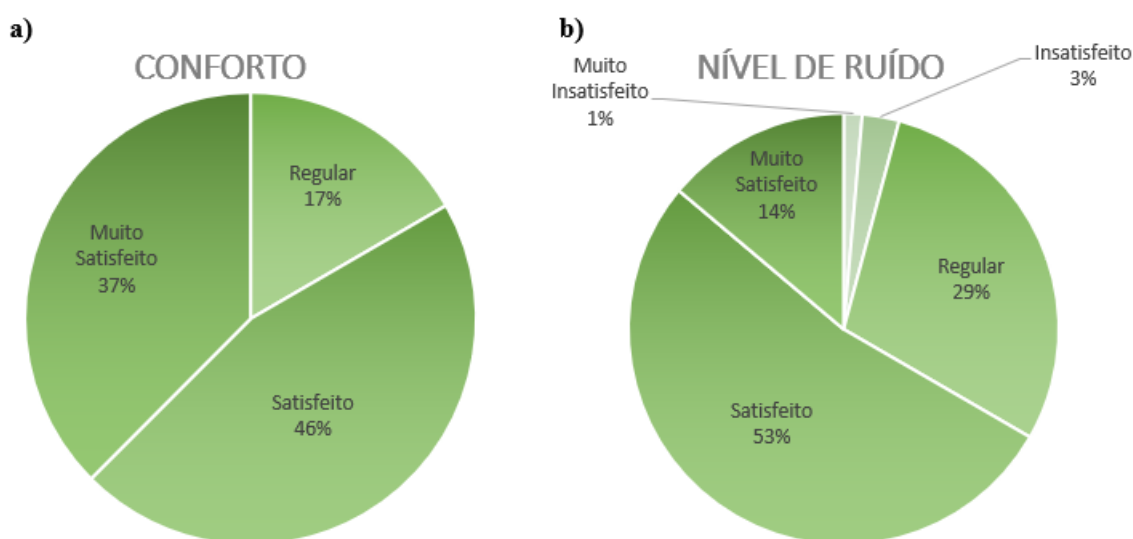 a)
CONFORTO
Regular
17%
Muito
Satisfeito
37%
Satisfeito
46%
b)
NÍVEL DE RUÍDO
Muito
Insatisfeito
1%
Insatisfeito
3%
Muito
Satisfeito
14%
Regular
29%
Satisfeito
53%